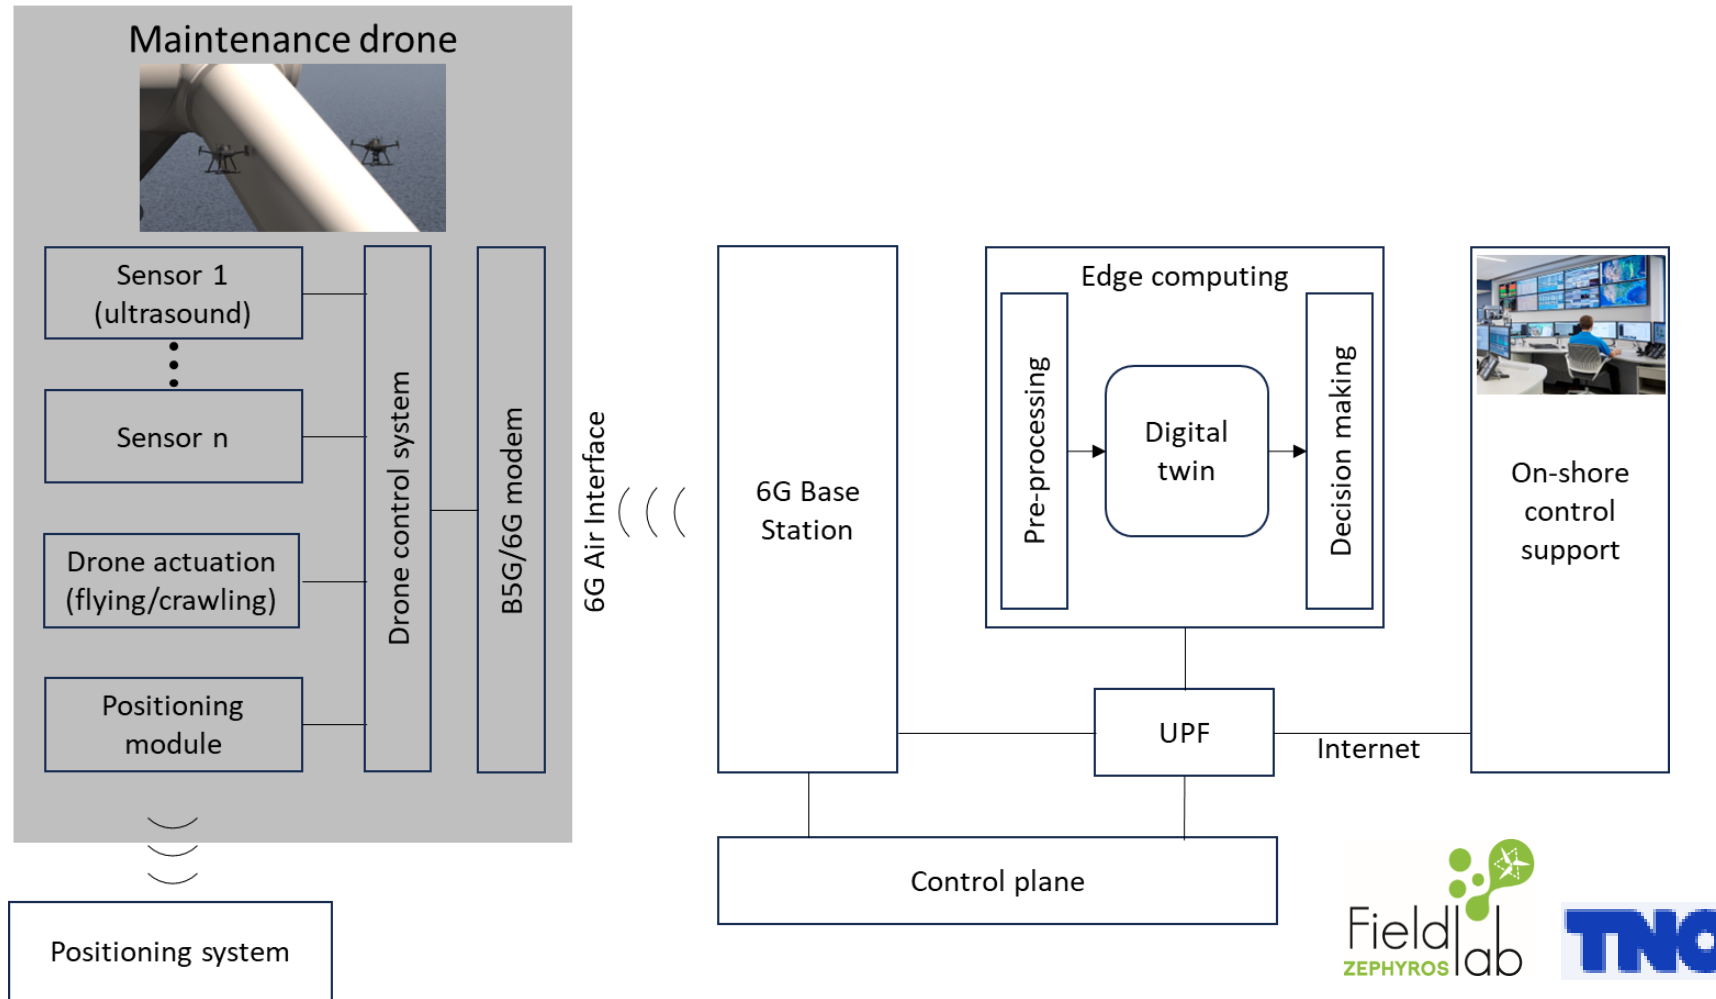 Maintenance drone
Sensor 1
(ultrasound)
Sensor n
Drone actuation
(flying/crawling)
Positioning
module
Drone control system
B5G/6G modem
6G Air Interface
Positioning system
6G Base
Station
Edge computing
Pre-processing
Digital
twin
Decision making
On-shore
control
support
UPF
Internet
Control plane
Field
lab
ZEPHYROS
TNO